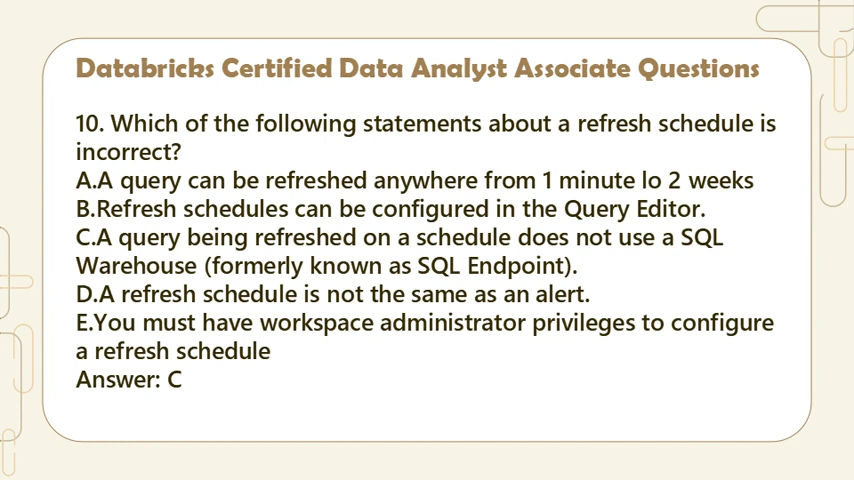 Databricks Certified Data Analyst Associate Questions
10. Which of the following statements about a refresh schedule is
incorrect?
A.A query can be refreshed anywhere from 1 minute lo 2 weeks
B.Refresh schedules can be configured in the Query Editor.
C.A query being refreshed on a schedule does not use a SQL
Warehouse (formerly known as SQL Endpoint).
D.A refresh schedule is not the same as an alert.
E.You must have workspace administrator privileges to configure
a refresh schedule
Answer: C